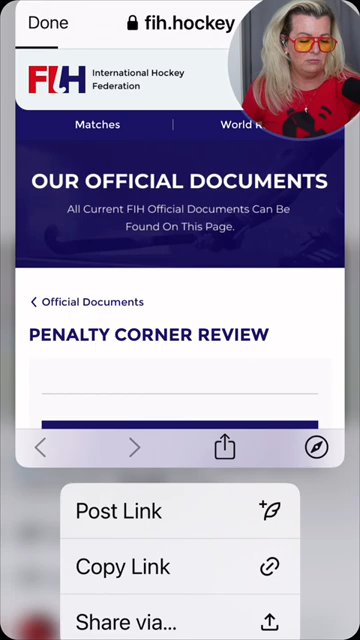 Done
fih.hockey
FIH
International Hockey
Federation
Matches
World R
OUR OFFICIAL DOCUMENTS
All Current FIH Official Documents Can Be
Found On This Page.
Official Documents
PENALTY CORNER REVIEW
Post Link
Copy Link
Share via...